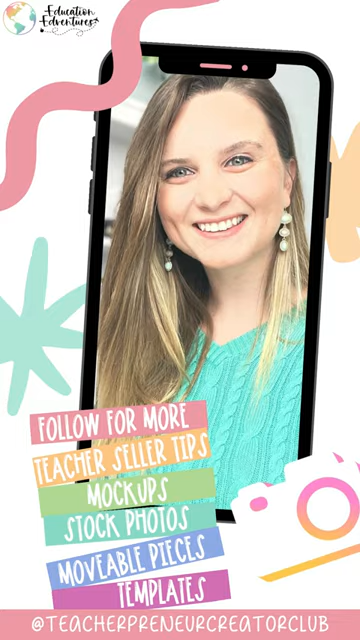 Education
Edventures
FOLLOW FOR MORE
TEACHER SELLER TIPS
MOCKUPS
STOCK PHOTOS
MOVEABLE PIECES
TEMPLATES
@TEACHERPRENEURCREATORCLUB